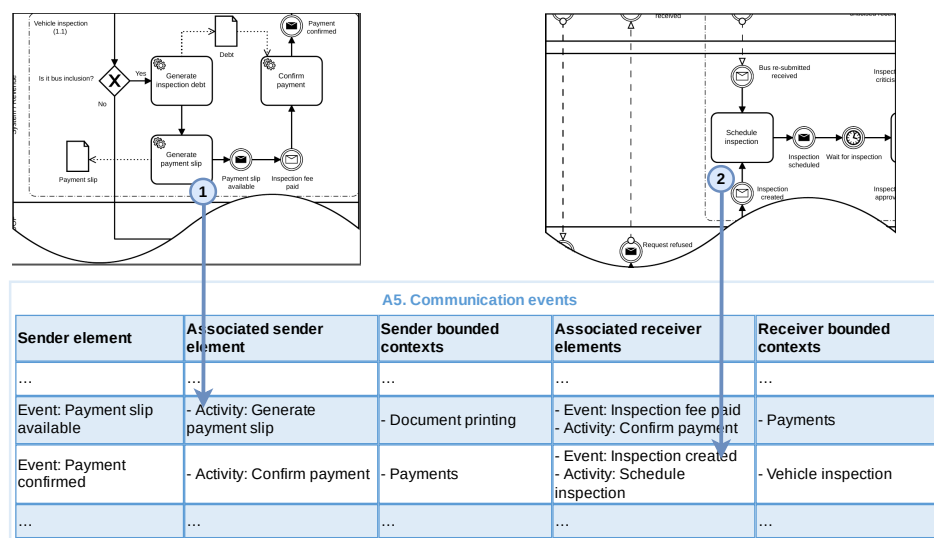 Vehicle inspection
(1.1)
Payment
confirmed
Debt
Is it bus inclusion?
X
Yes
Generate
inspection debt
Confirm
payment
No
Generate
payment slip
Payment slip
Payment slip
available
Inspection fee
paid
1
received
Bus re-submitted
received
Inspect
criticis
Schedule
inspection
Inspection
scheduled
Wait for inspection
2
Inspection
created
Inspect
approv
Request refused
A5. Communication events
Sender element
Associated sender
element
Sender bounded
contexts
Associated receiver
elements
Receiver bounded
contexts
... ... ... ... ...
Event: Payment slip
available
- Activity: Generate
payment slip
- Document printing
- Event: Inspection fee paid
- Activity: Confirm payment
- Payments
Event: Payment
confirmed
- Activity: Confirm payment
- Payments
- Event: Inspection created
- Activity: Schedule
inspection
- Vehicle inspection
... ... ... ... ...